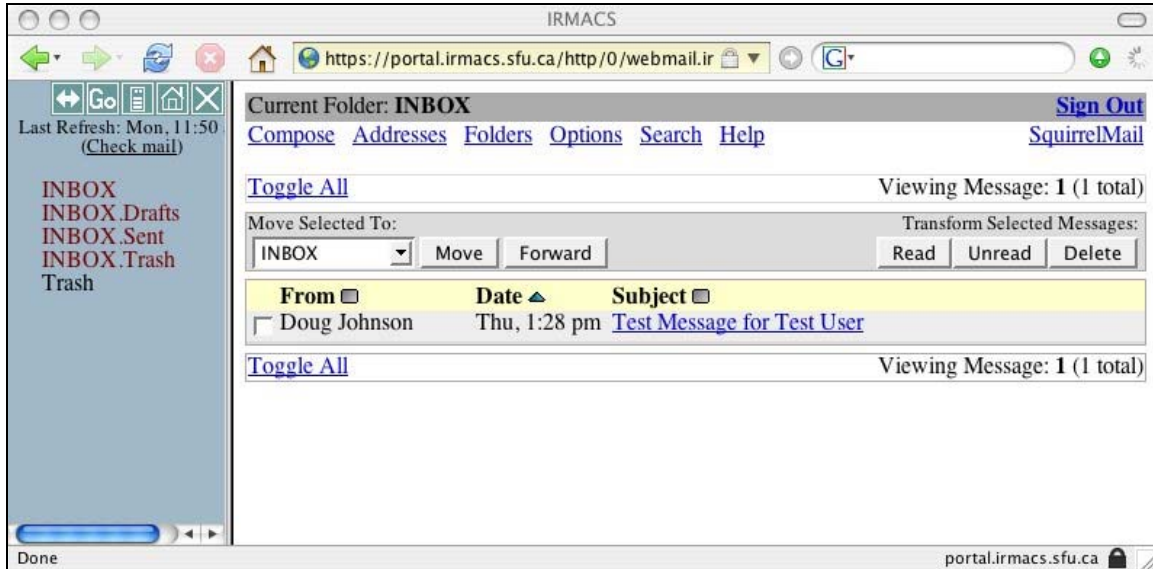 IRMACS
https://portal.irmacs.sfu.ca/http/0/webmail.ir
G
Go
Last Refresh: Mon, 11:50
(Check mail)
INBOX
INBOX.Drafts
INBOX.Sent
INBOX.Trash
Trash
Current Folder: INBOX Sign Out
Compose Addresses Folders Options Search Help SquirrelMail
Toggle All Viewing Message: 1 (1 total)
Move Selected To: Transform Selected Messages:
INBOX Move Forward Read Unread Delete
From Date Subject
Doug Johnson Thu, 1:28 pm Test Message for Test User
Toggle All Viewing Message: 1 (1 total)
Done portal.irmacs.sfu.ca